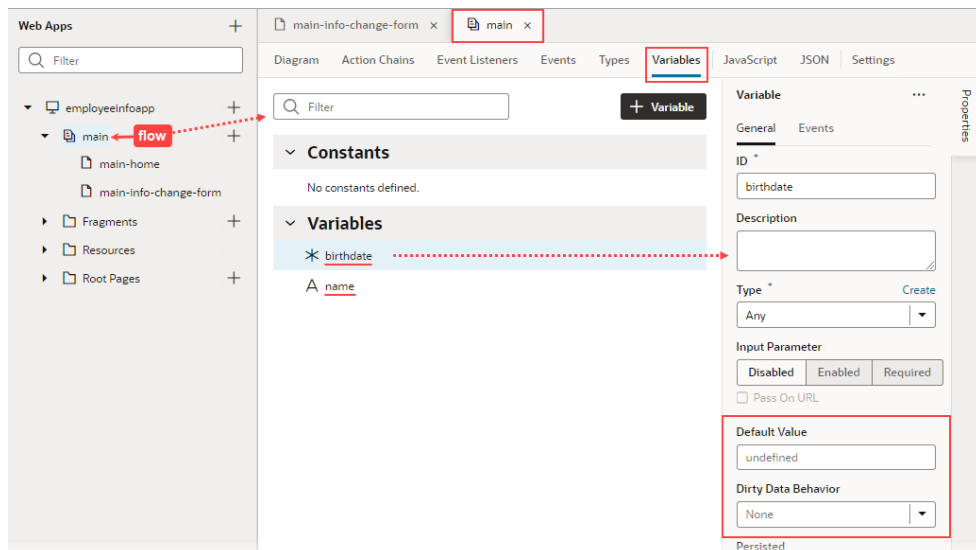 Web Apps
Filter
employeeinfoapp
main
flow
main-home
main-info-change-form
Fragments
Resources
Root Pages
main-info-change-form ×
main ×
Diagram Action Chains Event Listeners Events Types Variables JavaScript JSON Settings
Filter
+ Variable
Constants
No constants defined.
Variables
birthdate
A name
Variable ...
General Events
ID *
birthdate
Description
Type * Create
Any
Input Parameter
Disabled Enabled Required
Pass On URL
Default Value
undefined
Dirty Data Behavior
None
Persisted
Properties